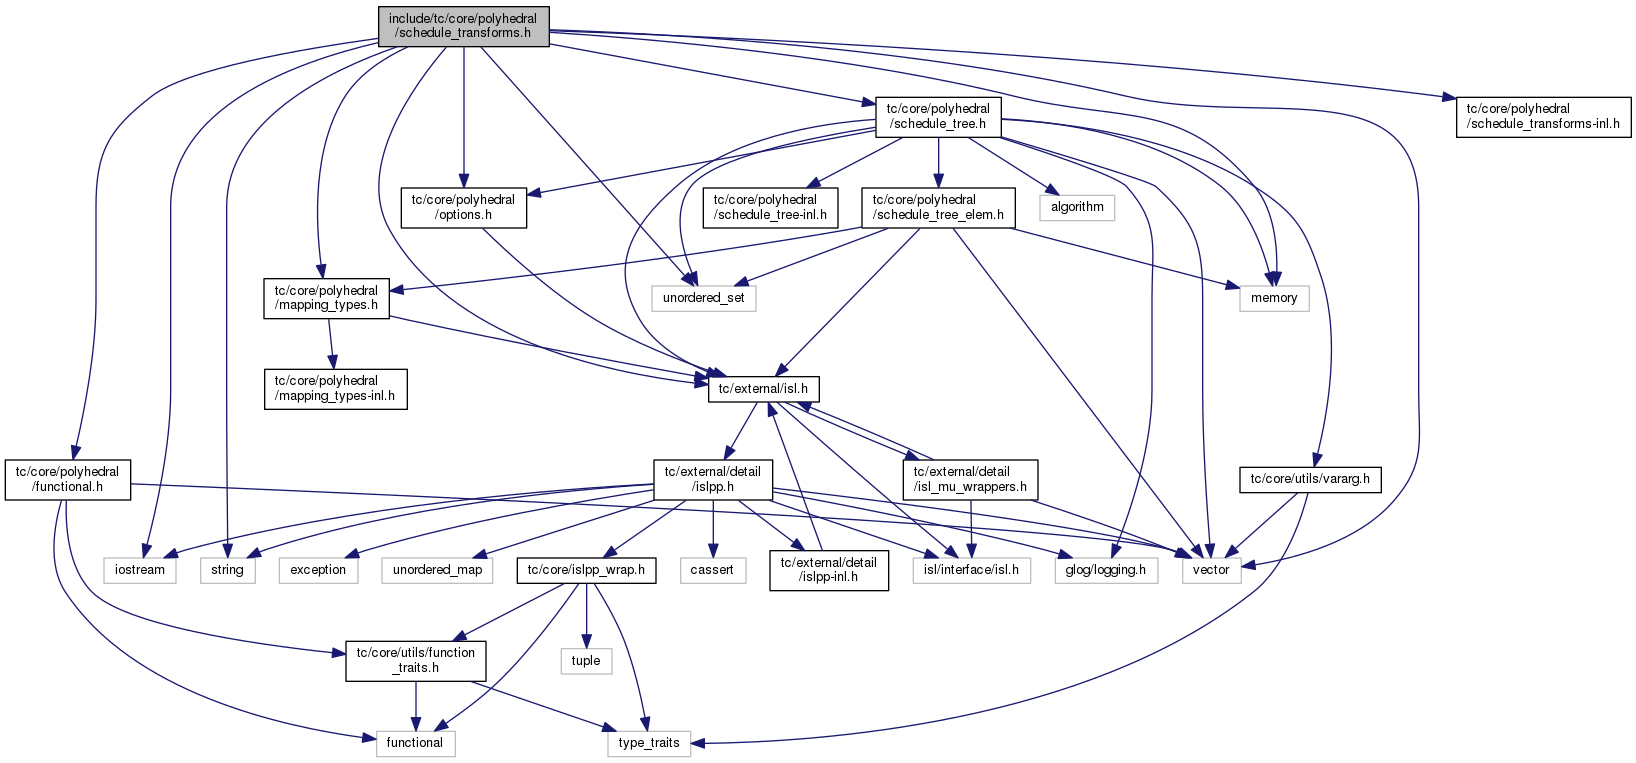 include/tc/core/polyhedral
/schedule_transforms.h
tc/core/polyhedral
/schedule_tree.h
tc/core/polyhedral
/schedule_transforms-inl.h
tc/core/polyhedral
/options.h
tc/core/polyhedral
/schedule_tree-inl.h
tc/core/polyhedral
/schedule_tree_elem.h
algorithm
tc/core/polyhedral
/mapping_types.h
unordered_set
memory
tc/core/polyhedral
/mapping_types-inl.h
tc/external/isl.h
tc/core/polyhedral
/functional.h
tc/external/detail
/islpp.h
tc/external/detail
/isl_mu_wrappers.h
tc/core/utils/vararg.h
iostream
string
exception
unordered_map
tc/core/islpp_wrap.h
cassert
tc/external/detail
/islpp-inl.h
isl/interface/isl.h
glog/logging.h
vector
tc/core/utils/function
_traits.h
tuple
functional
type_traits